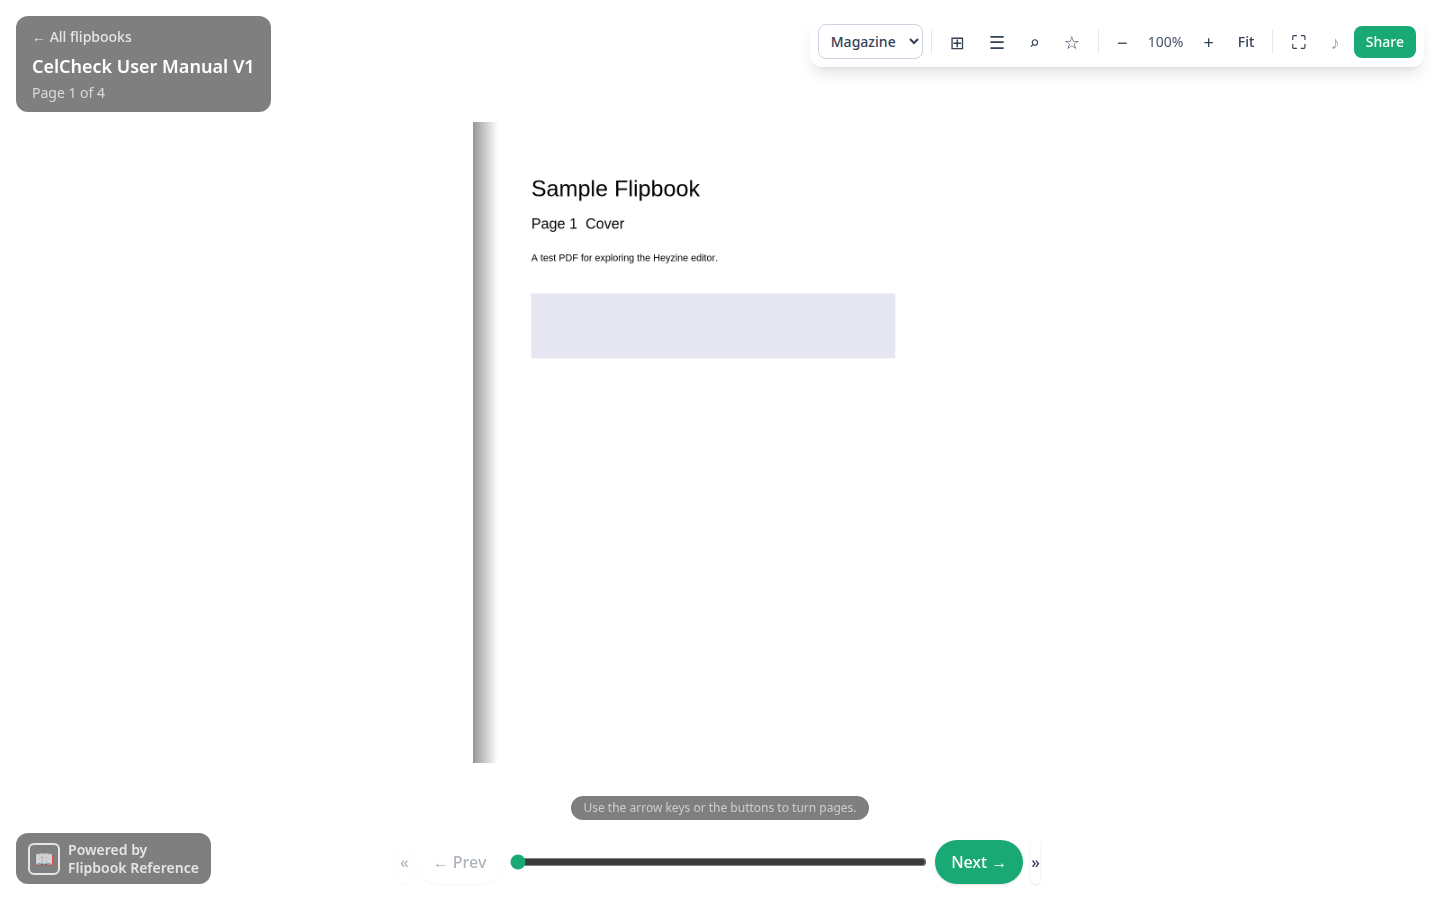 ← All flipbooks
CelCheck User Manual V1
Page 1 of 4
Magazine
100%
Fit
Share
Sample Flipbook
Page 1  Cover
A test PDF for exploring the Heyzine editor.
Use the arrow keys or the buttons to turn pages.
Powered by
Flipbook Reference
« ← Prev
Next → »